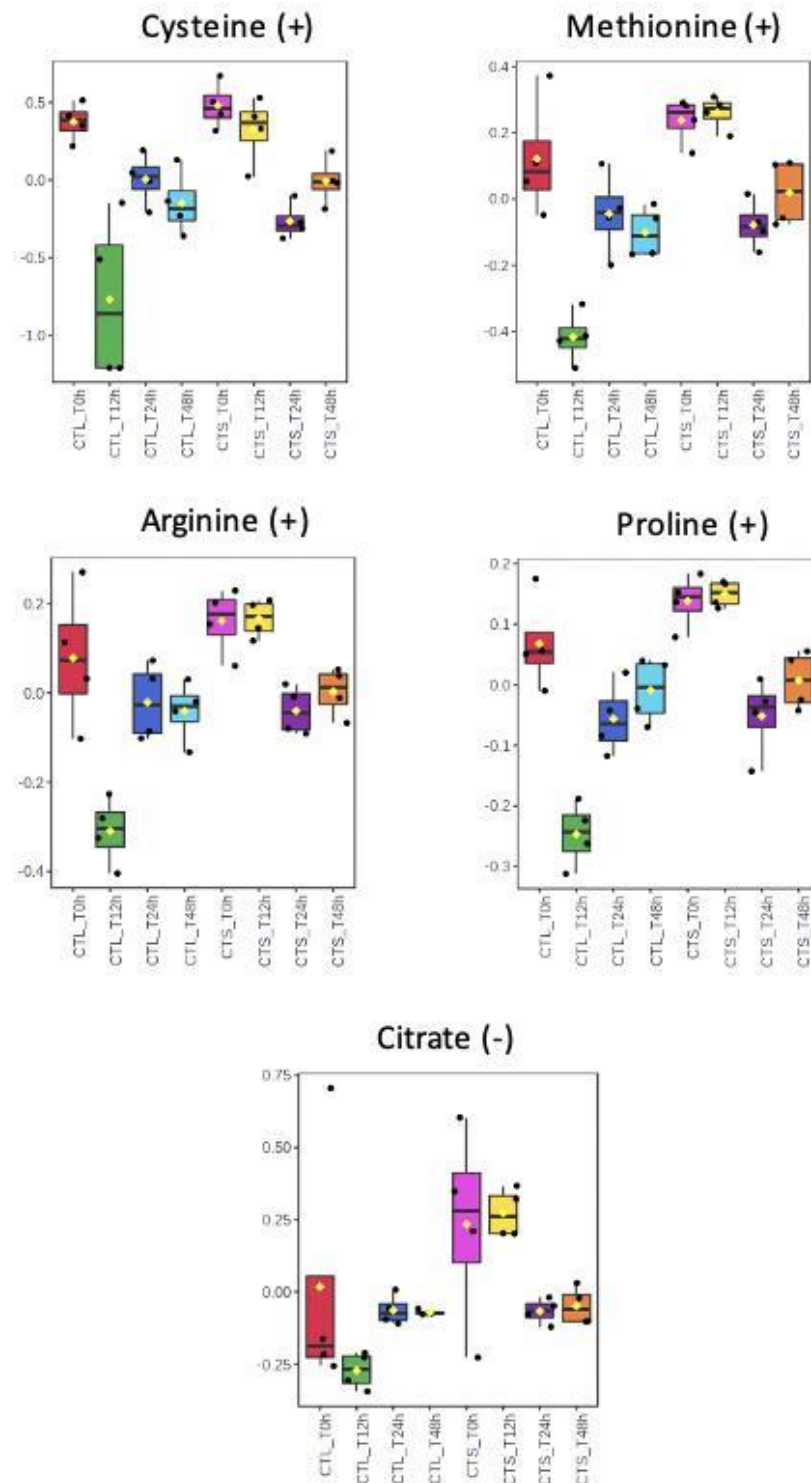 Cysteine (+)
0.5
0.0
-0.5
-1.0
CTL_T0h
CTL_T12h
CTL_T24h
CTL_T48h
CTS_T0h
CTS_T12h
CTS_T24h
CTS_T48h
Methionine (+)
0.4
0.2
0.0
-0.2
-0.4
CTL_T0h
CTL_T12h
CTL_T24h
CTL_T48h
CTS_T0h
CTS_T12h
CTS_T24h
CTS_T48h
Arginine (+)
0.2
0.0
-0.2
-0.4
CTL_T0h
CTL_T12h
CTL_T24h
CTL_T48h
CTS_T0h
CTS_T12h
CTS_T24h
CTS_T48h
Proline (+)
0.2
0.1
0.0
-0.1
-0.2
-0.3
CTL_T0h
CTL_T12h
CTL_T24h
CTL_T48h
CTS_T0h
CTS_T12h
CTS_T24h
CTS_T48h
Citrate (-)
0.75
0.50
0.25
0.00
-0.25
CTL_T0h
CTL_T12h
CTL_T24h
CTL_T48h
CTS_T0h
CTS_T12h
CTS_T24h
CTS_T48h